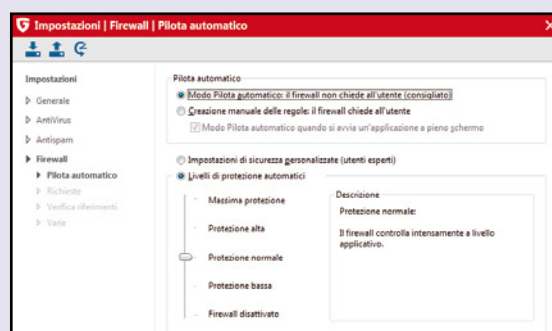 Impostazioni | Firewall | Pilota automatico
Impostazioni
Generale
AntiVirus
Antispam
Firewall
Pilota automatico
Richieste
Verifica riferimenti
Varie
Pilota automatico
Modo Pilota automatico: il firewall non chiede all'utente (consigliato)
Creazione manuale delle regole: il firewall chiede all'utente
Modo Pilota automatico quando si avvia un'applicazione a pieno schermo
Impostazioni di sicurezza personalizzate (utenti esperti)
Livelli di protezione automatici
Massima protezione
Protezione alta
Protezione normale
Protezione bassa
Firewall disattivato
Descrizione
Protezione normale:
Il firewall controlla intensamente a livello
applicativo.